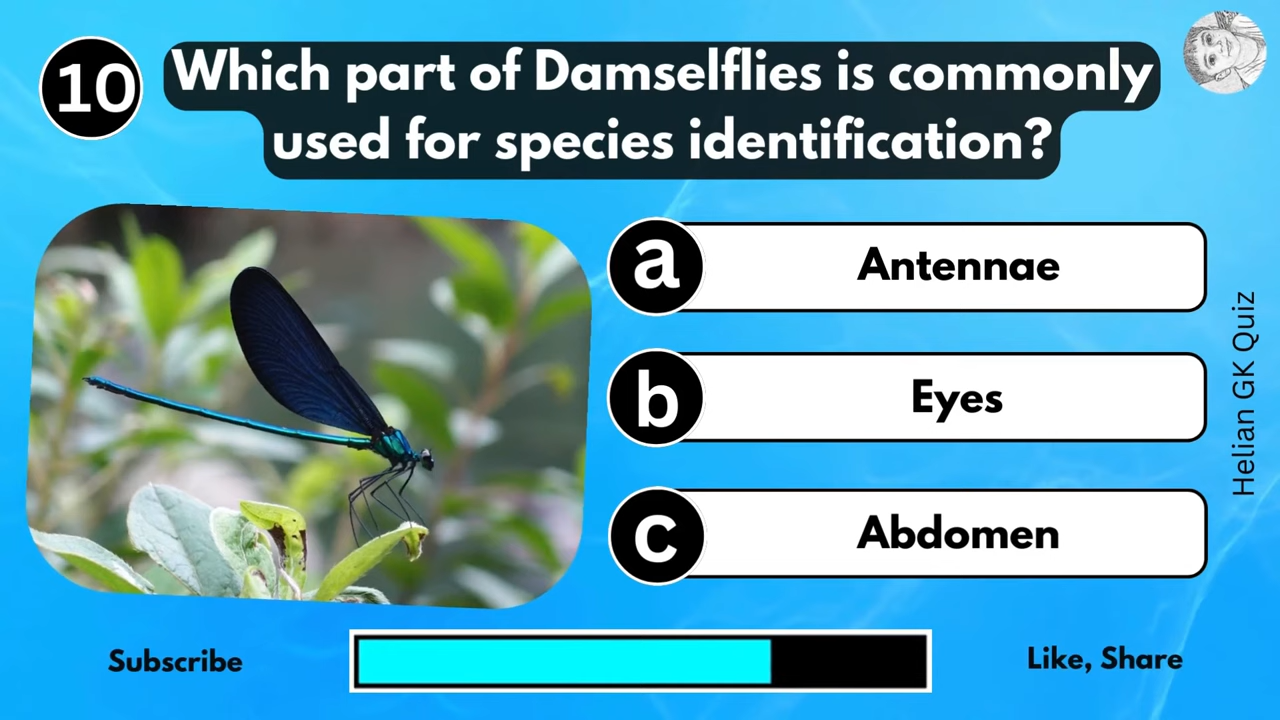 10
Which part of Damselflies is commonly
used for species identification?
a
Antennae
b
Eyes
c
Abdomen
Helian GK Quiz
Subscribe
Like, Share